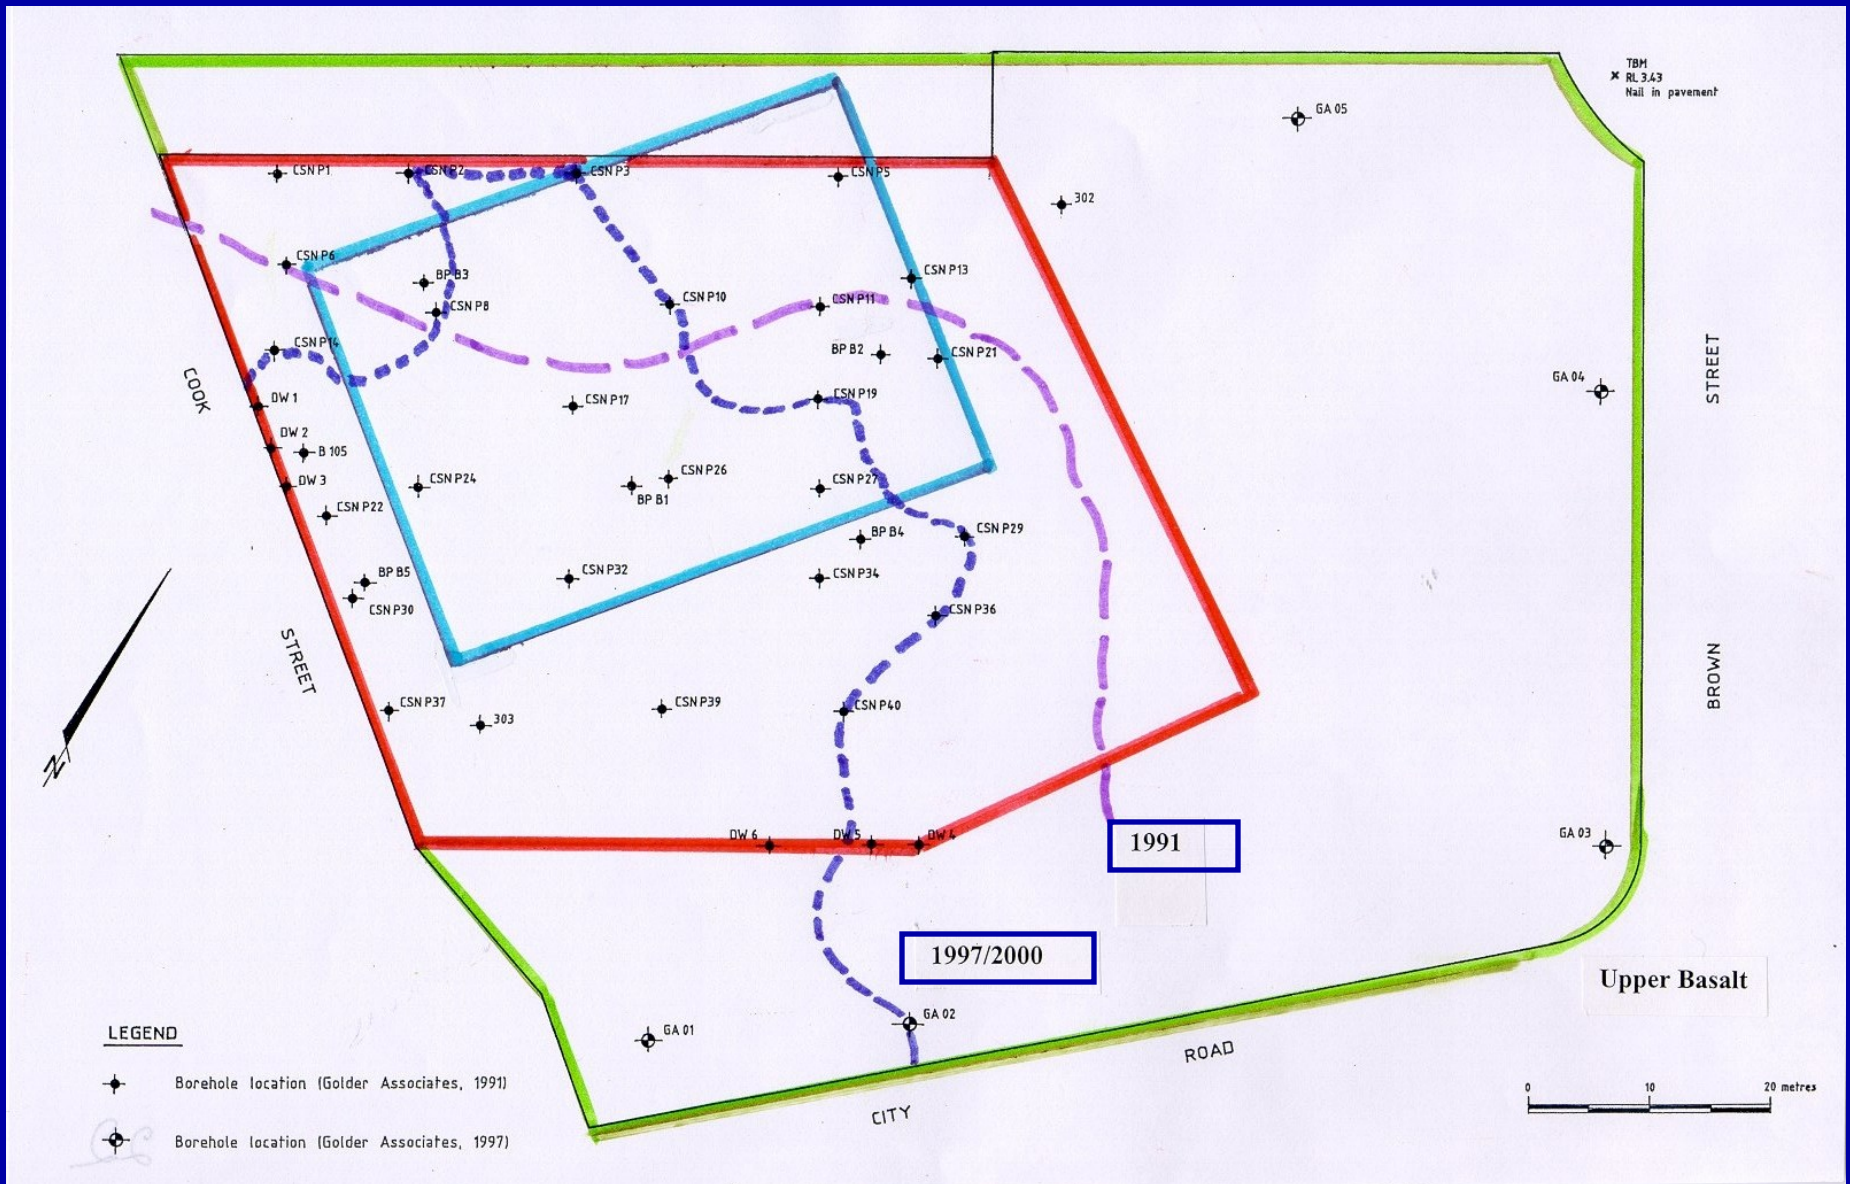 TBM
RL 3.43
Nail in pavement
GA 05
CSN P1
CSN P2
CSN P3
CSN P5
302
CSN P6
BP B3
CSN P13
CSN P8
CSN P10
CSN P11
CSN P14
BP B2
CSN P21
STREET
COOK
GA 04
DW 1
CSN P17
CSN P19
DW 2
B 105
DW 3
CSN P24
CSN P26
BP B1
CSN P27
CSN P22
BP B4
CSN P29
BP B5
CSN P30
CSN P32
CSN P34
CSN P36
STREET
BROWN
CSN P37
303
CSN P39
CSN P40
N
DW 6
DW 5
DW 4
1991
GA 03
1997/2000
Upper Basalt
GA 02
GA 01
ROAD
CITY
LEGEND
Borehole location (Golder Associates, 1991)
Borehole location (Golder Associates, 1997)
0 10 20 metres